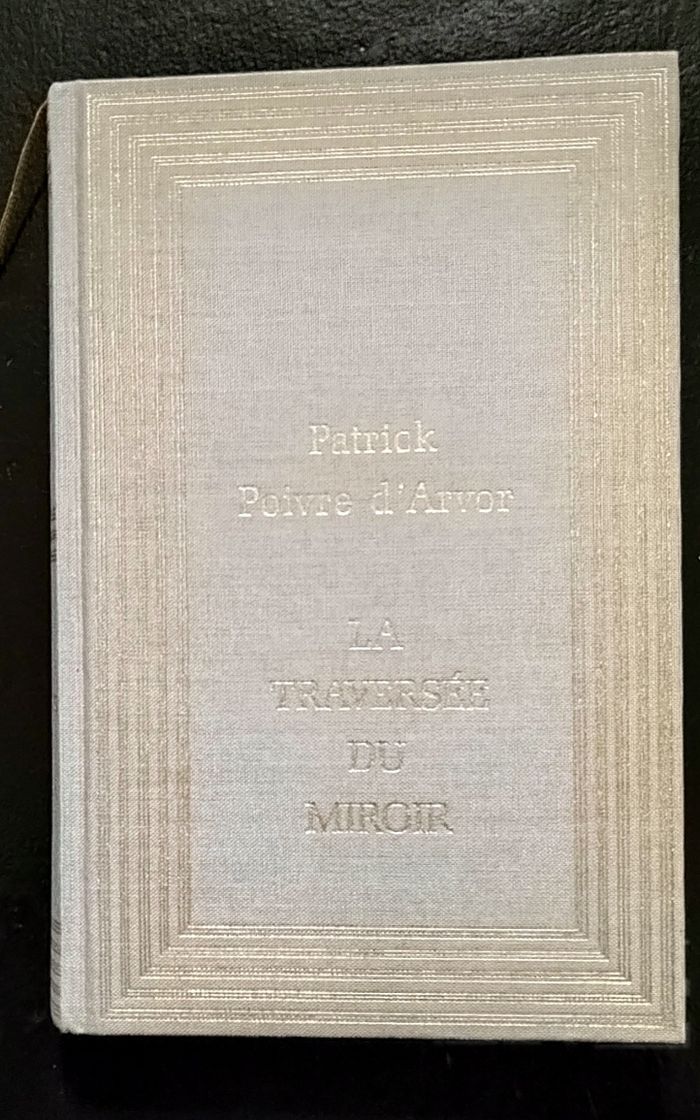 Patrick
Poivre d'Arvor
LA
TRAVERSÉE
DU
MIROIR